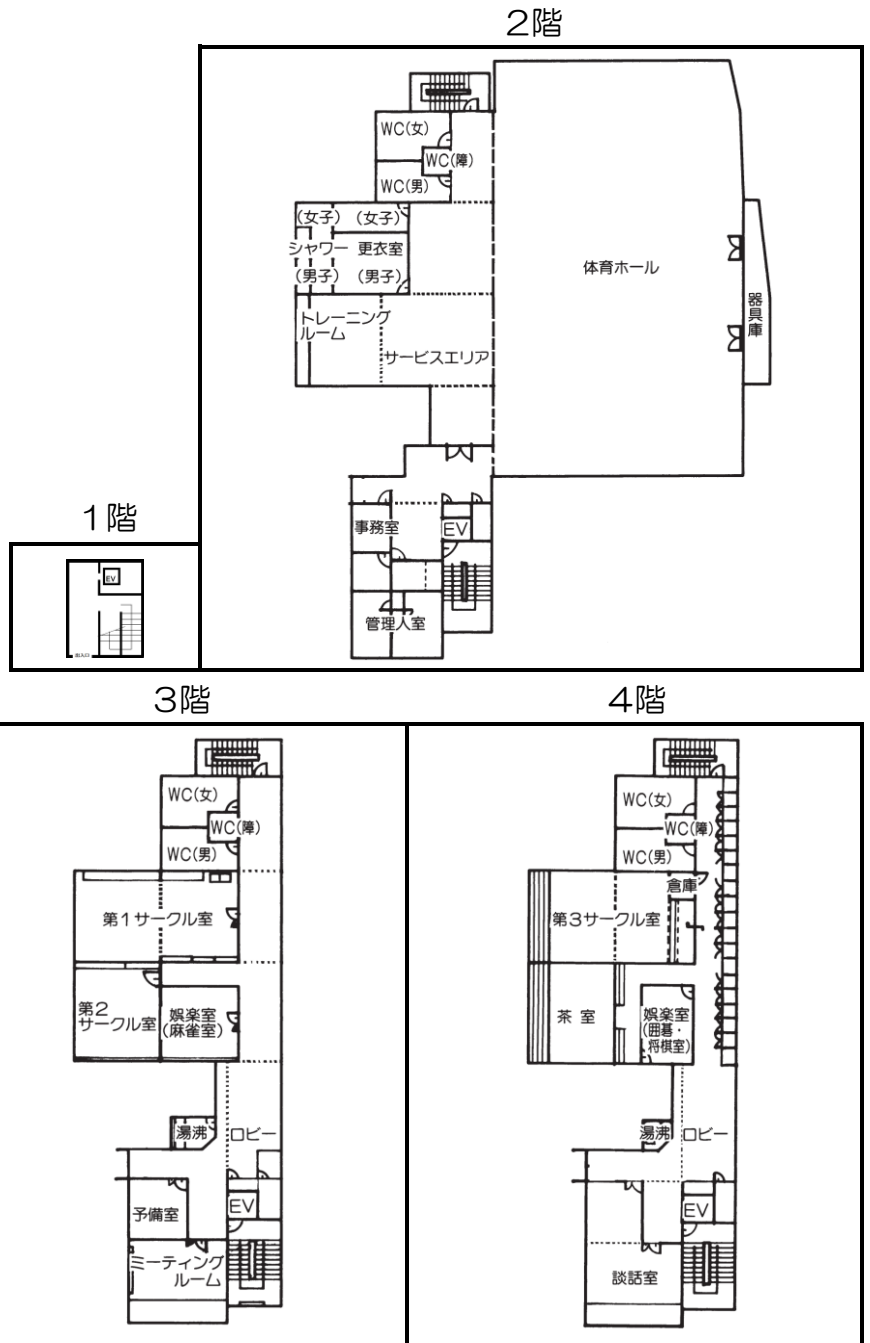 2階
WC(女)
WC(障)
WC(男)
(女子) (女子)
シャワー 更衣室
(男子) (男子)
トレーニング
ルーム
サービスエリア
体育ホール
器具庫
事務室
EV
管理人室
1階
EV
出入口
3階
WC(女)
WC(障)
WC(男)
第1サークル室
第2
サークル室
娯楽室
(麻雀室)
湯沸
ロビー
予備室
EV
ミーティング
ルーム
4階
WC(女)
WC(障)
WC(男)
倉庫
第3サークル室
茶室
娯楽室
(囲碁・
将棋室)
湯沸
ロビー
EV
談話室